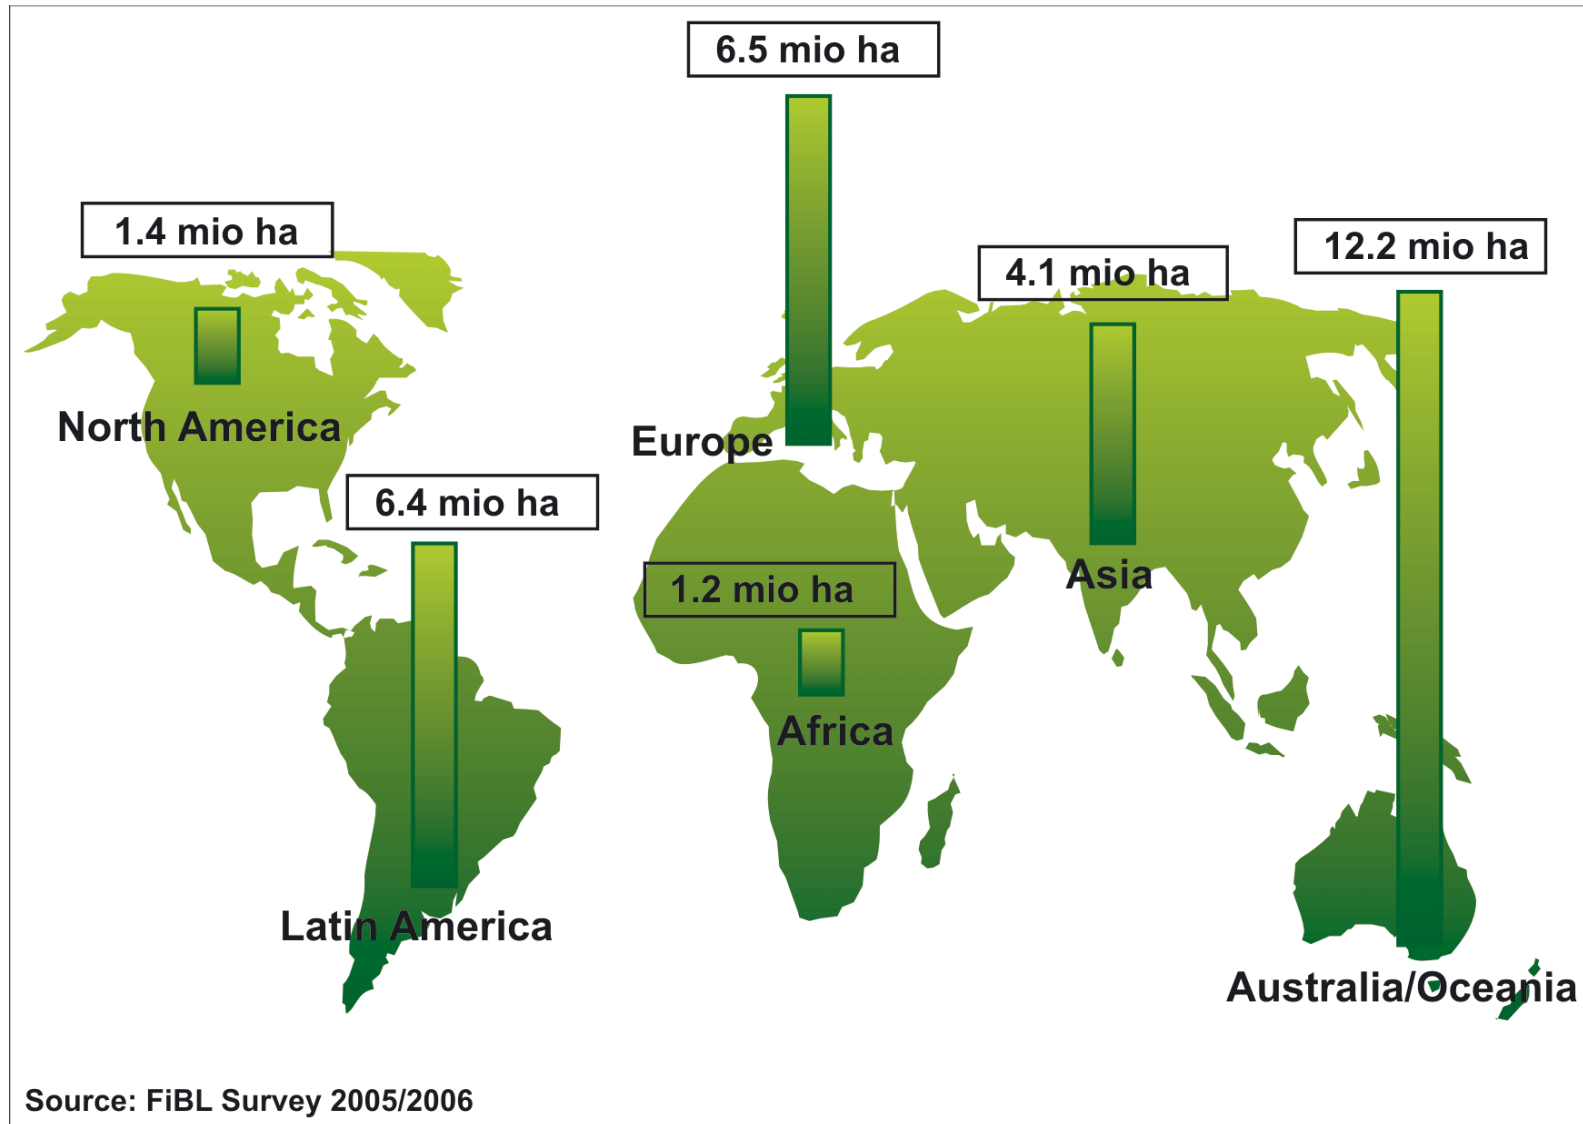 6.5 mio ha
1.4 mio ha
12.2 mio ha
4.1 mio ha
North America
Europe
6.4 mio ha
Asia
1.2 mio ha
Africa
Latin America
Australia/Oceania
Source: FiBL Survey 2005/2006